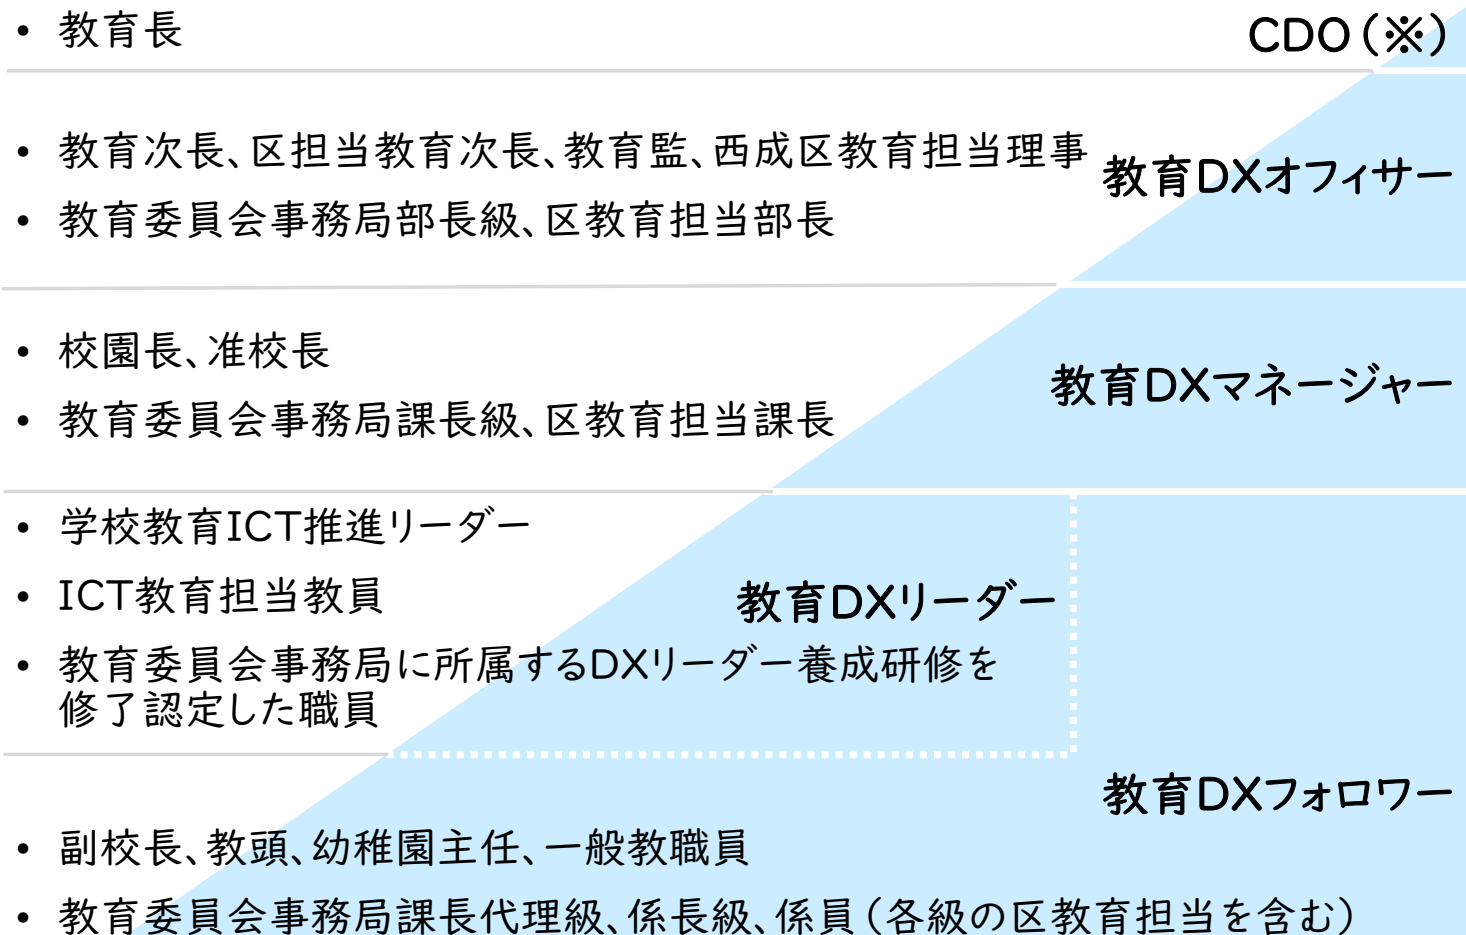 • 教育長
CDO（※）
• 教育次長、区担当教育次長、教育監、西成区教育担当理事
• 教育委員会事務局部長級、区教育担当部長
教育DXオフィサー
• 校園長、准校長
• 教育委員会事務局課長級、区教育担当課長
教育DXマネージャー
• 学校教育ICT推進リーダー
• ICT教育担当教員
• 教育委員会事務局に所属するDXリーダー養成研修を
修了認定した職員
教育DXリーダー
教育DXフォロワー
• 副校長、教頭、幼稚園主任、一般教職員
• 教育委員会事務局課長代理級、係長級、係員（各級の区教育担当を含む）